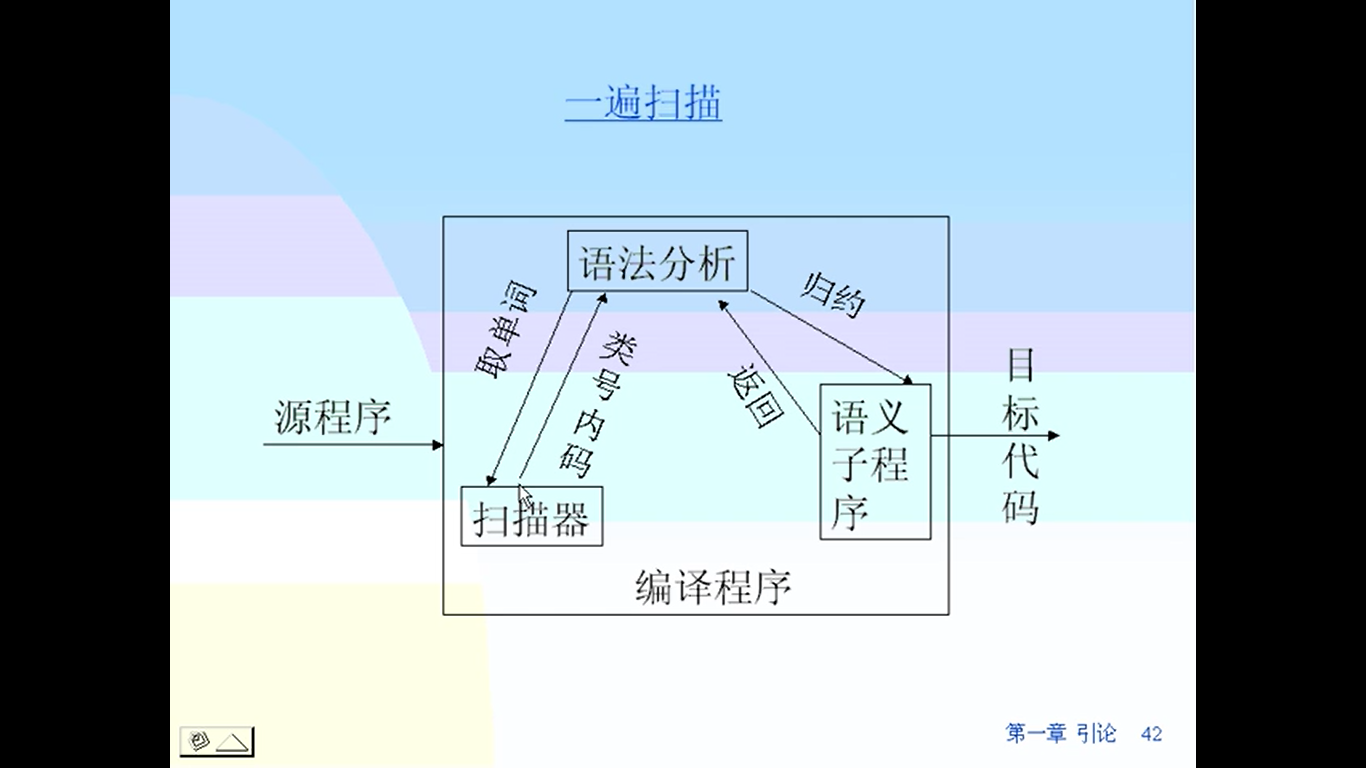 一遍扫描
语法分析
取单词
类号内码
归约
返回
源程序
目标代码
语义
子程
序
扫描器
编译程序
第一章 引论 42